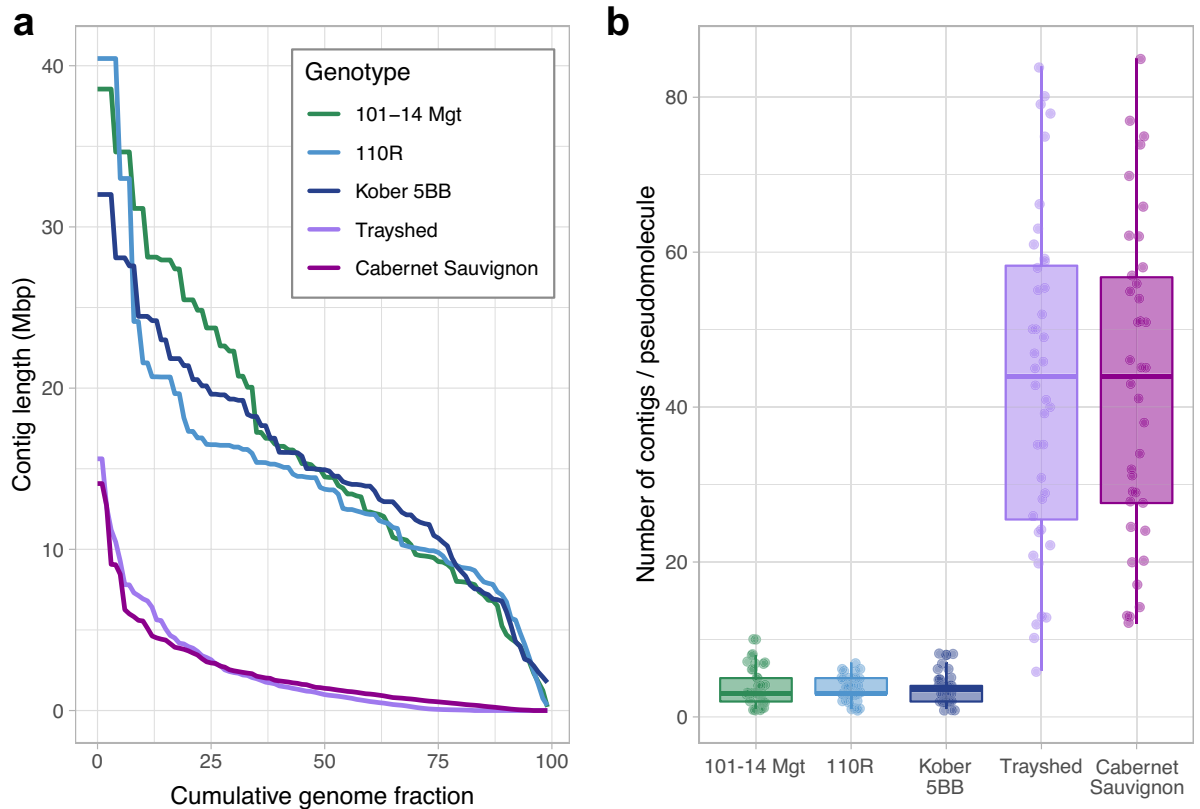 a
Contig length (Mbp)
40
30
20
10
0
0 25 50 75 100
Cumulative genome fraction
Genotype
101–14 Mgt
110R
Kober 5BB
Trayshed
Cabernet Sauvignon
b
Number of contigs / pseudomolecule
80
60
40
20
0
101-14 Mgt 110R Kober Trayshed Cabernet
5BB Sauvignon